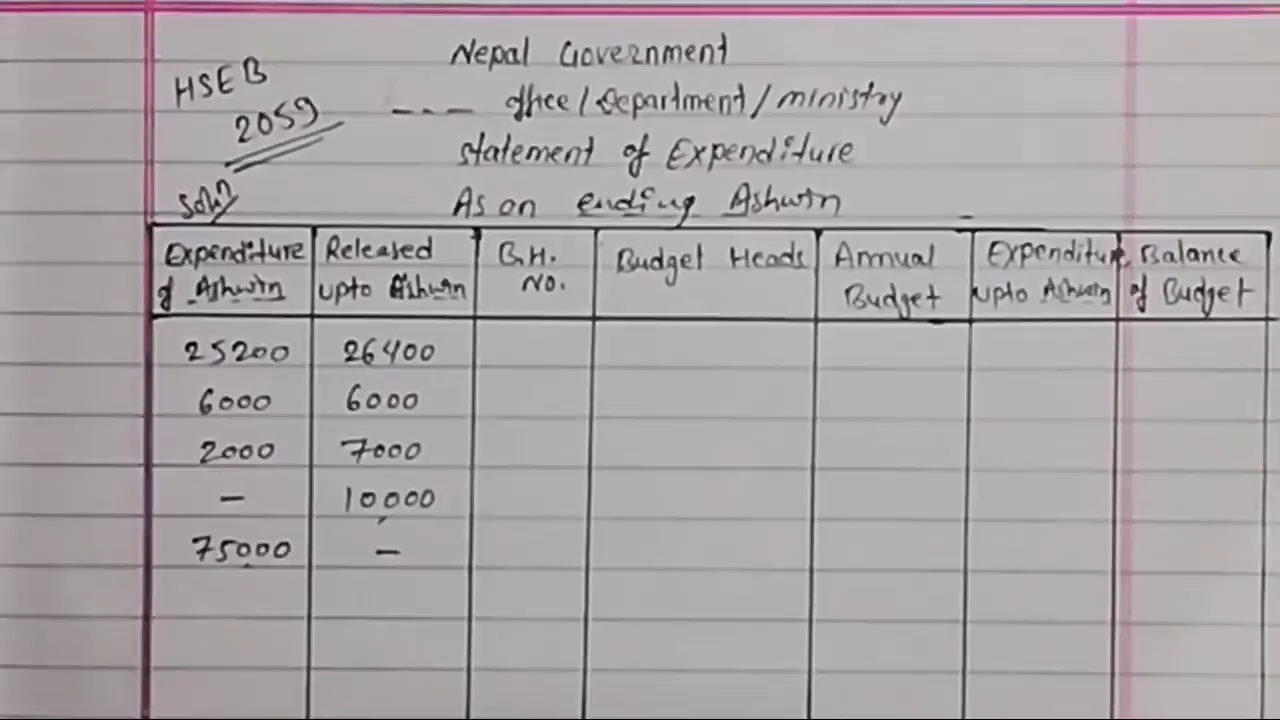 Nepal Government
HSEB
2059
--- office/Department/ministry
statement of Expenditure
Soln
As on ending Ashwin
Expenditure of Ashwin | Released upto Ashwin | B.H. No. | Budget Heads | Annual Budget | Expenditure upto Ashwin | Balance of Budget
25200 | 26400
6000 | 6000
2000 | 7000
- | 10,000
75000 | -